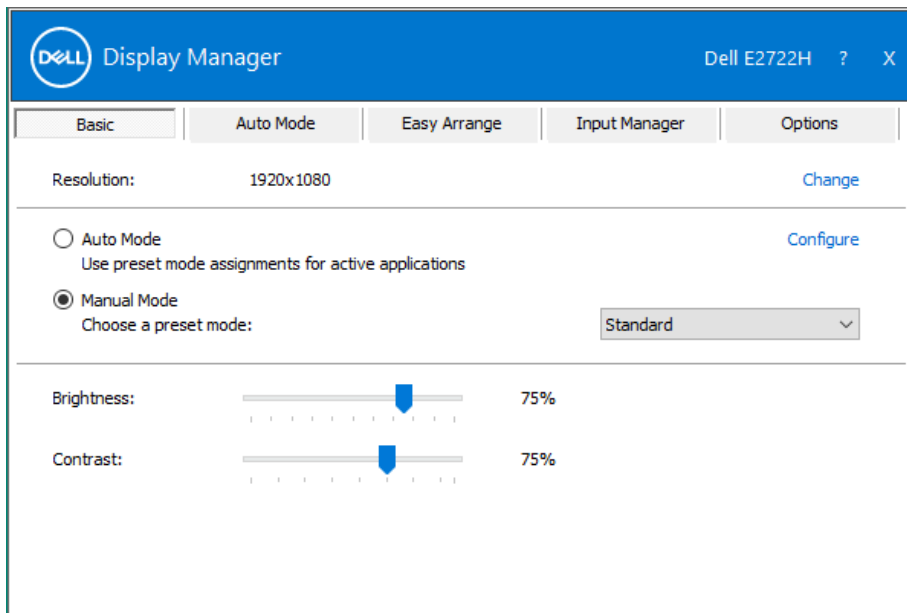 DELL Display Manager Dell E2722H ? X
Basic Auto Mode Easy Arrange Input Manager Options
Resolution: 1920x1080 Change
Auto Mode Configure
Use preset mode assignments for active applications
Manual Mode
Choose a preset mode: Standard
Brightness: 75%
Contrast: 75%